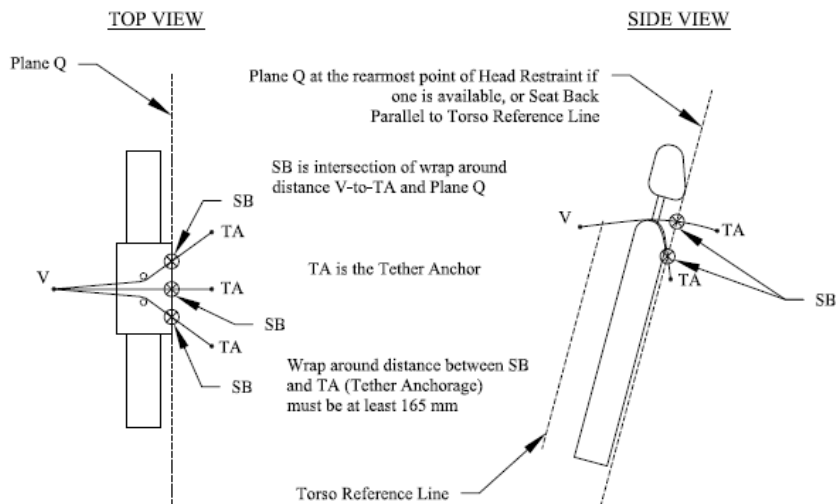 TOP VIEW
SIDE VIEW
Plane Q
Plane Q at the rearmost point of Head Restraint if
one is available, or Seat Back
Parallel to Torso Reference Line
SB is intersection of wrap around
distance V-to-TA and Plane Q
SB
TA
V
TA
SB
TA
SB
TA is the Tether Anchor
V
TA
TA
SB
Wrap around distance between SB
and TA (Tether Anchorage)
must be at least 165 mm
Torso Reference Line